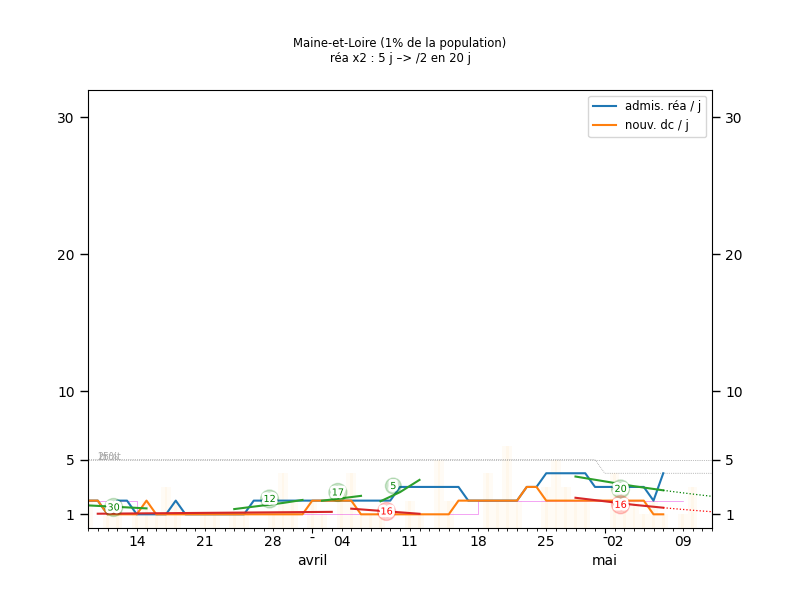 Maine-et-Loire (1% de la population)
réa x2 : 5 j –> /2 en 20 j
admis. réa / j
nouv. dc / j
30 30
20 20
10 10
5 5
1 1
30 12 17 5 16 20 16
14 21 28 - 04 11 18 25 -02 09
avril mai